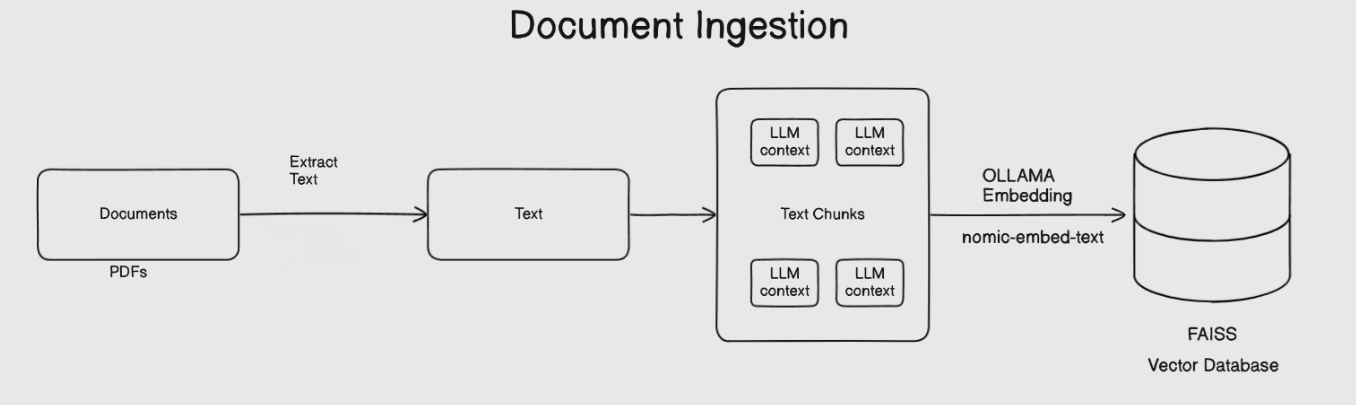 Document Ingestion
Documents
PDFs
Extract
Text
Text
LLM
context
LLM
context
Text Chunks
LLM
context
LLM
context
OLLAMA
Embedding
nomic-embed-text
FAISS
Vector Database